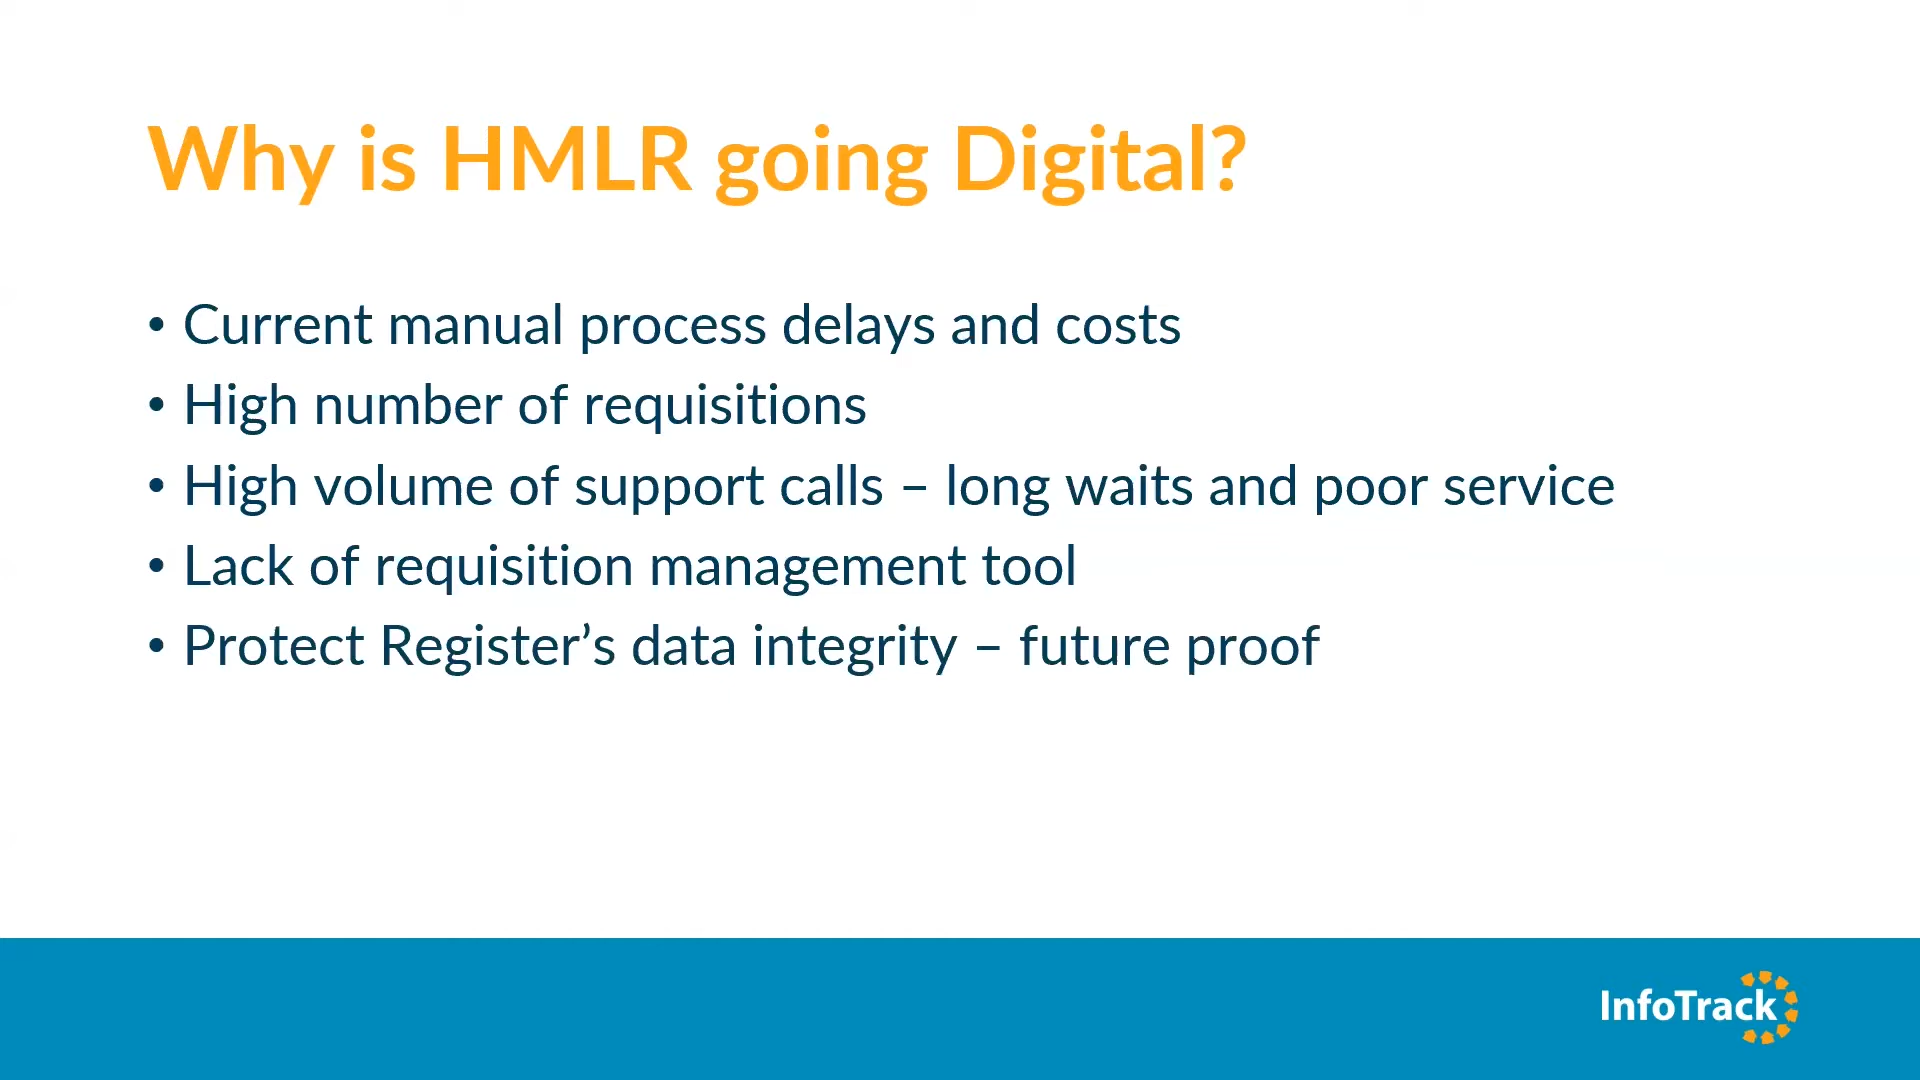 Why is HMLR going Digital?
• Current manual process delays and costs
• High number of requisitions
• High volume of support calls – long waits and poor service
• Lack of requisition management tool
• Protect Register’s data integrity – future proof
InfoTrack